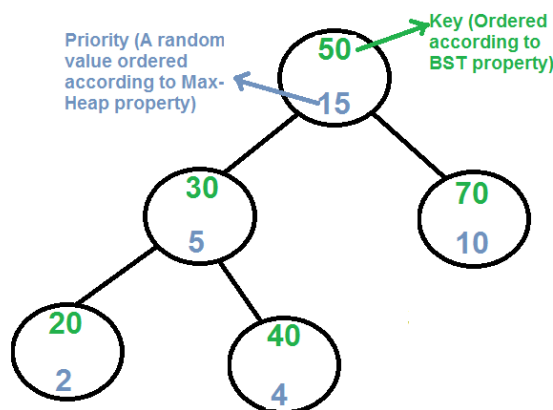 Priority (A random
value ordered
according to Max-
Heap property)
Key (Ordered
according to
BST property)
50
15
30
5
70
10
20
2
40
4